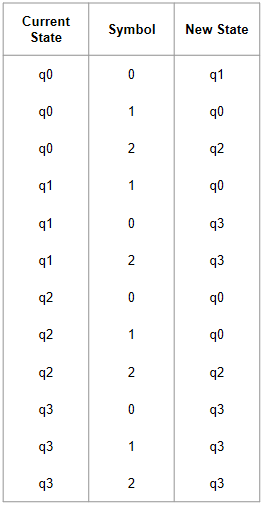 Current State Symbol New State
q0 0 q1
q0 1 q0
q0 2 q2
q1 1 q0
q1 0 q3
q1 2 q3
q2 0 q0
q2 1 q0
q2 2 q2
q3 0 q3
q3 1 q3
q3 2 q3